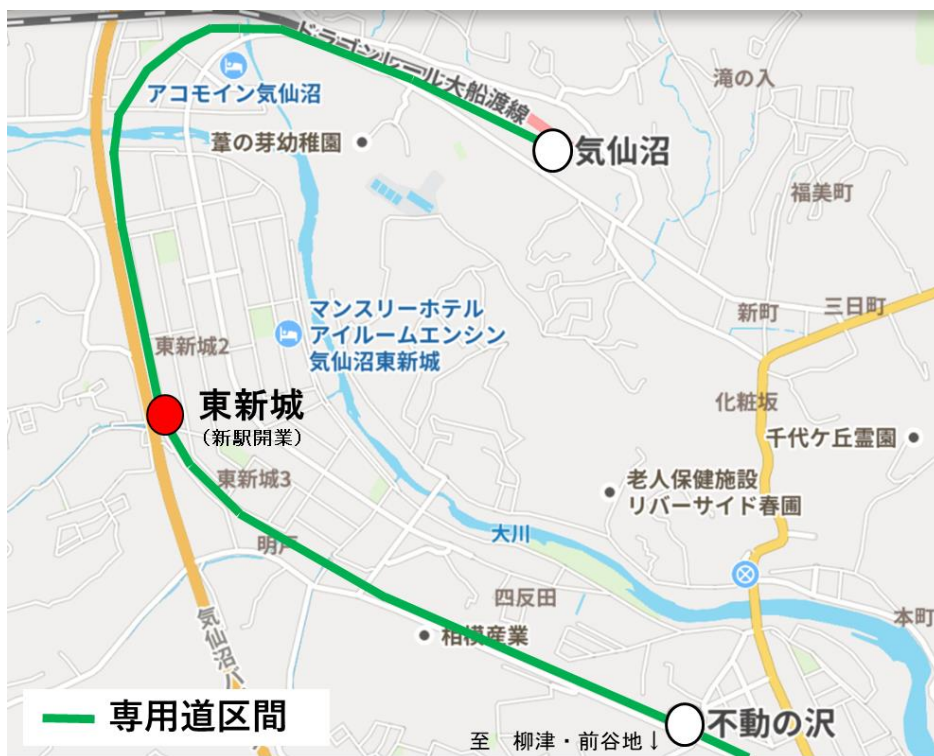 ドラゴンレール大船渡線
アコモイン気仙沼
滝の入
葦の芽幼稚園
気仙沼
福美町
マンスリーホテル
アイルームエンシン
気仙沼東新城
新町
三日町
東新城2
東新城
(新駅開業)
化粧坂
千代ケ丘霊園
東新城3
老人保健施設
リバーサイド春圃
大川
明戸
四反田
本町
相模産業
気仙沼バ
専用道区間
不動の沢
至 柳津・前谷地↓